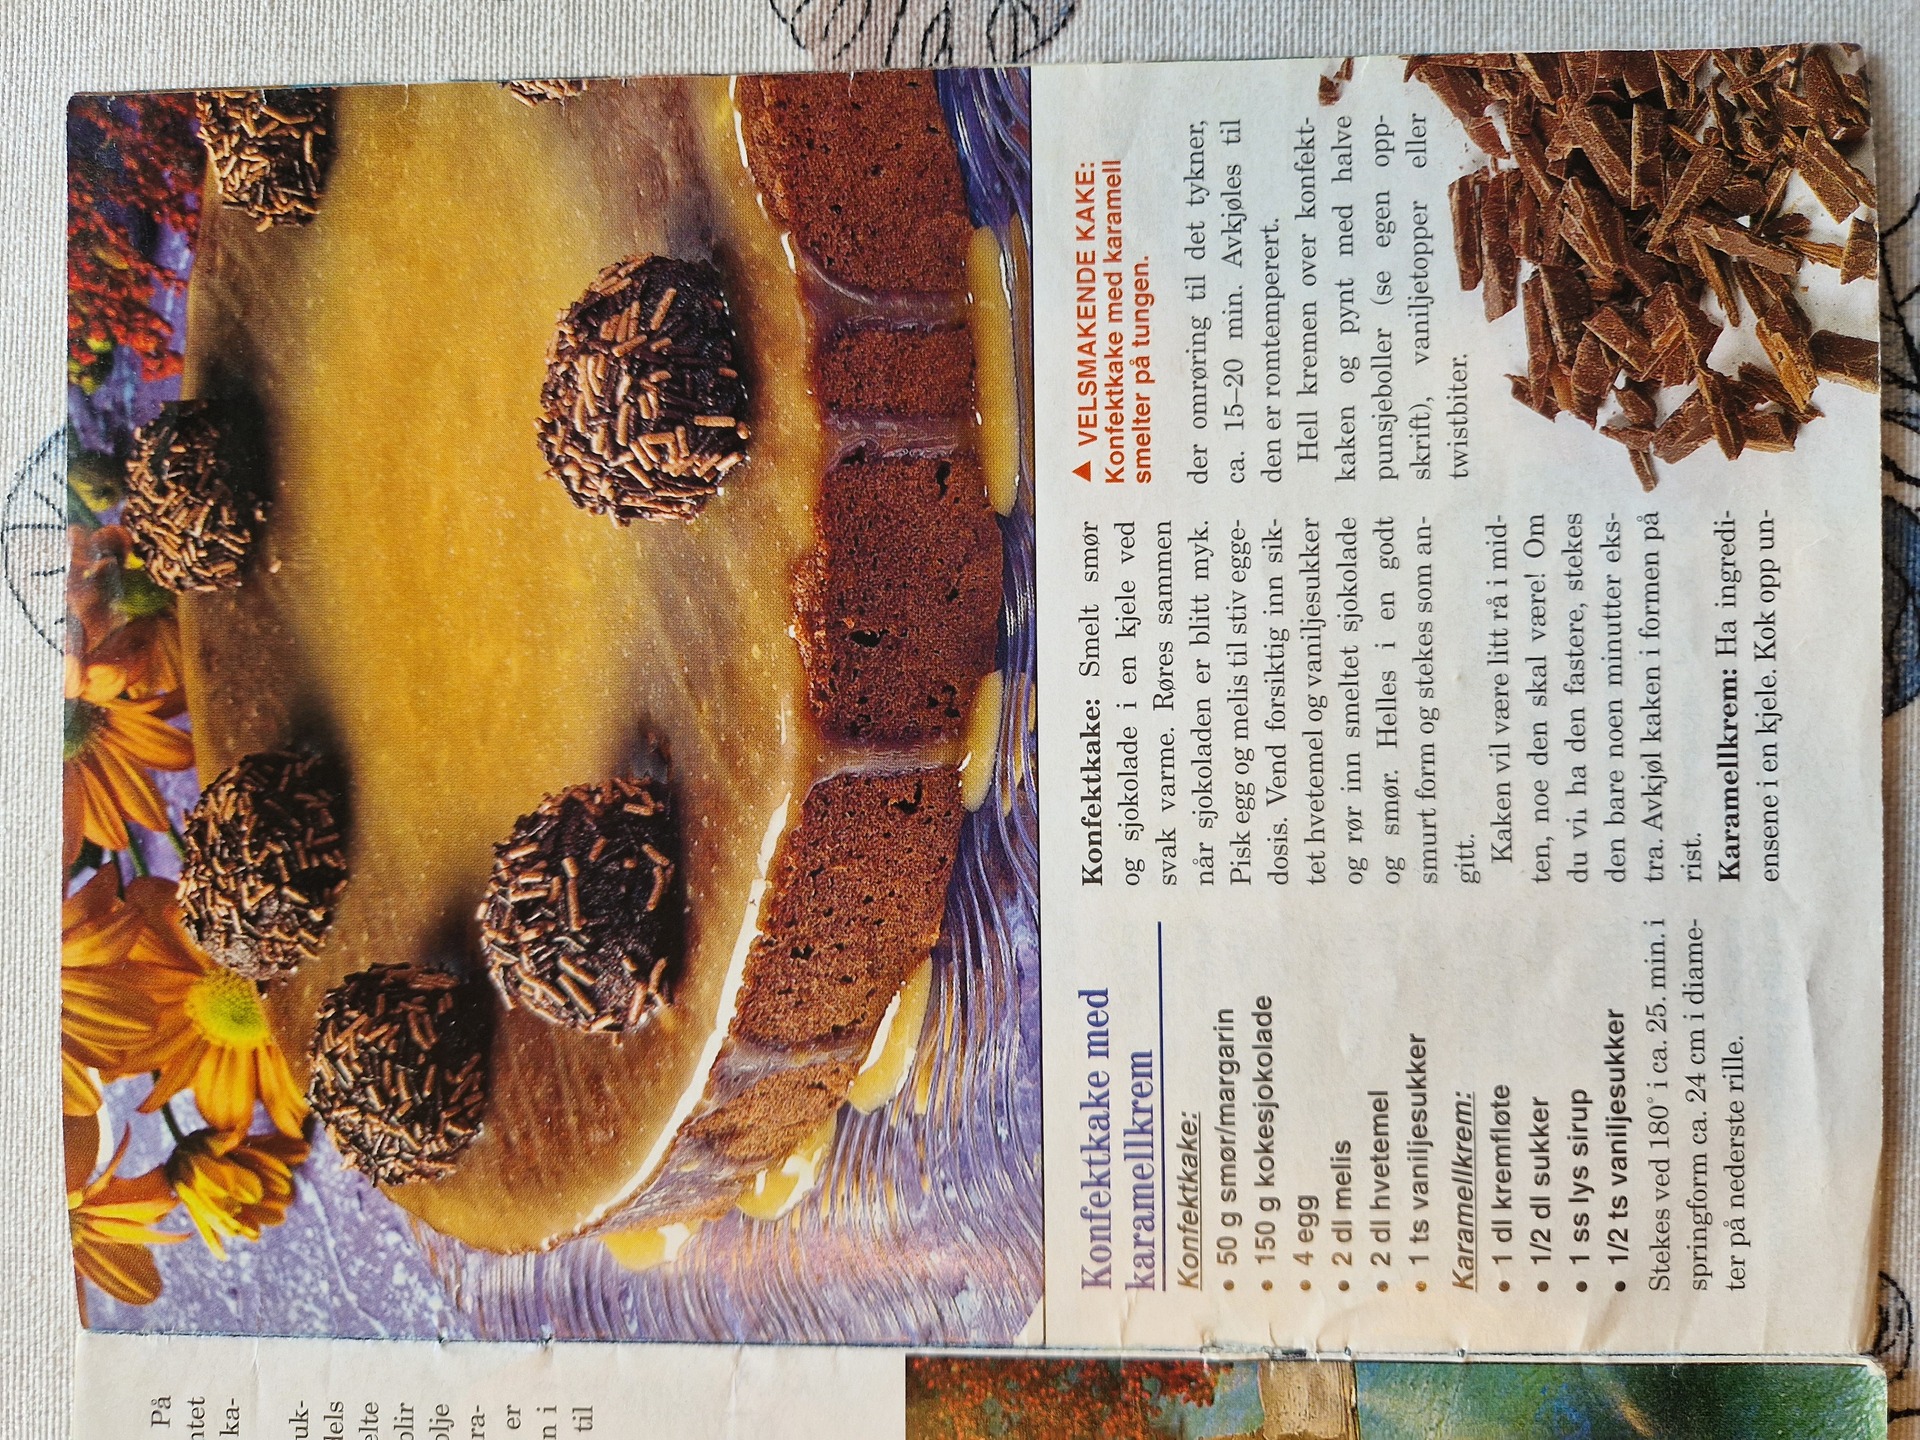 På
ntet
ka-
uk-
dels
elte
blir
olje
ra-
er
n i
til
Konfektkake med
karamellkrem
Konfektkake:
• 50 g smør/margarin
• 150 g kokesjokolade
• 4 egg
• 2 dl melis
• 2 dl hvetemel
• 1 ts vaniljesukker
Karamellkrem:
• 1 dl kremfløte
• 1/2 dl sukker
• 1 ss lys sirup
• 1/2 ts vaniljesukker
Stekes ved 180° i ca. 25. min. i
springform ca. 24 cm i diame-
ter på nederste rille.
Konfektkake: Smelt smør
og sjokolade i en kjele ved
svak varme. Røres sammen
når sjokoladen er blitt myk.
Pisk egg og melis til stiv egge-
dosis. Vend forsiktig inn sik-
tet hvetemel og vaniljesukker
og rør inn smeltet sjokolade
og smør. Helles i en godt
smurt form og stekes som an-
gitt.
Kaken vil være litt rå i mid-
ten, noe den skal være! Om
du vil ha den fastere, stekes
den bare noen minutter eks-
tra. Avkjøl kaken i formen på
rist.
Karamellkrem: Ha ingredi-
ensene i en kjele. Kok opp un-
▲ VELSMAKENDE KAKE:
Konfektkake med karamell
smelter på tungen.
der omrøring til det tykner,
ca. 15–20 min. Avkjøles til
den er romtemperert.
Hell kremen over konfekt-
kaken og pynt med halve
punsjeboller (se egen opp-
skrift), vaniljetopper eller
twistbiter.